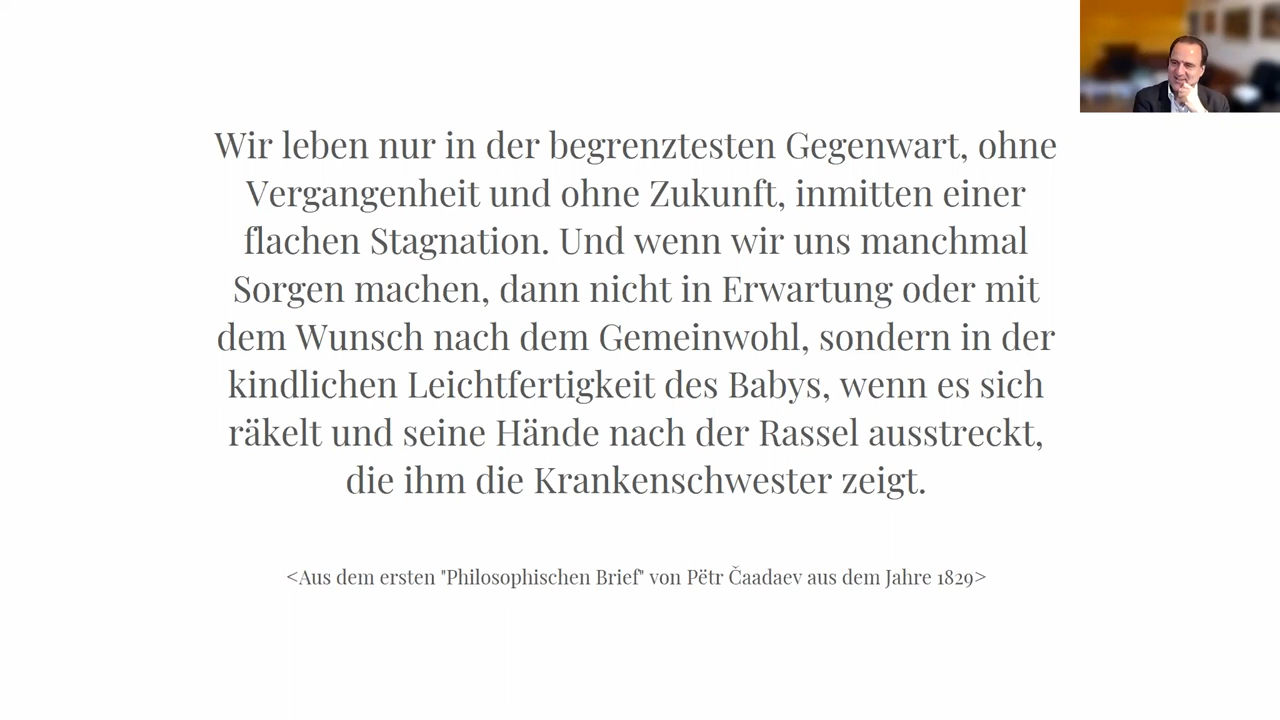 Wir leben nur in der begrenztesten Gegenwart, ohne
Vergangenheit und ohne Zukunft, inmitten einer
flachen Stagnation. Und wenn wir uns manchmal
Sorgen machen, dann nicht in Erwartung oder mit
dem Wunsch nach dem Gemeinwohl, sondern in der
kindlichen Leichtfertigkeit des Babys, wenn es sich
räkelt und seine Hände nach der Rassel ausstreckt,
die ihm die Krankenschwester zeigt.
<Aus dem ersten "Philosophischen Brief" von Pëtr Čaadaev aus dem Jahre 1829>